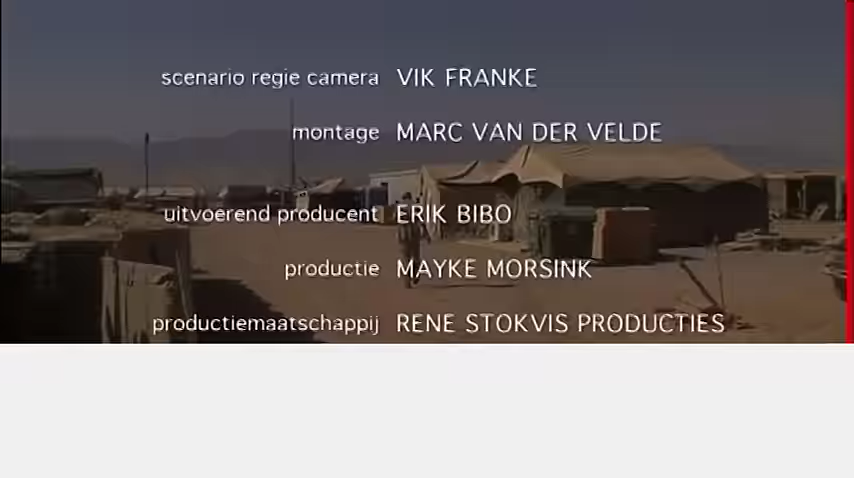 scenario regie camera VIK FRANKE
montage MARC VAN DER VELDE
uitvoerend producent ERIK BIBO
productie MAYKE MORSINK
productiemaatschappij RENE STOKVIS PRODUCTIES